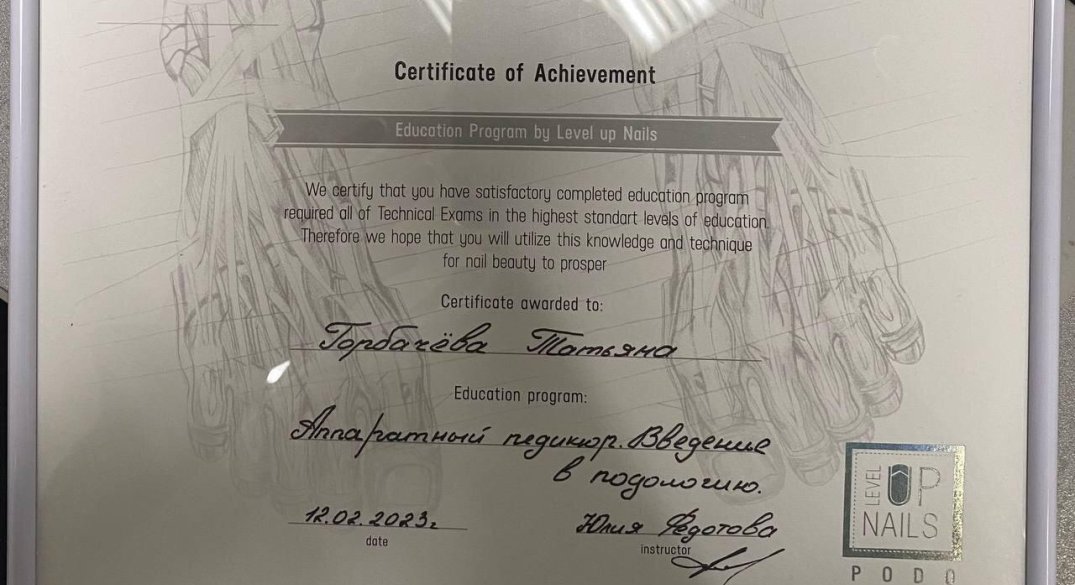 Certificate of Achievement
Education Program by Level up Nails
We certify that you have satisfactory completed education program
required all of Technical Exams in the highest standart levels of education.
Therefore we hope that you will utilize this knowledge and technique
for nail beauty to prosper
Certificate awarded to:
Горбачёва Татьяна
Education program:
Аппаратный педикюр. Введение
в подологию.
12.02.2023г
date
Юлия Федотова
instructor
LEVEL UP
NAILS
PODO